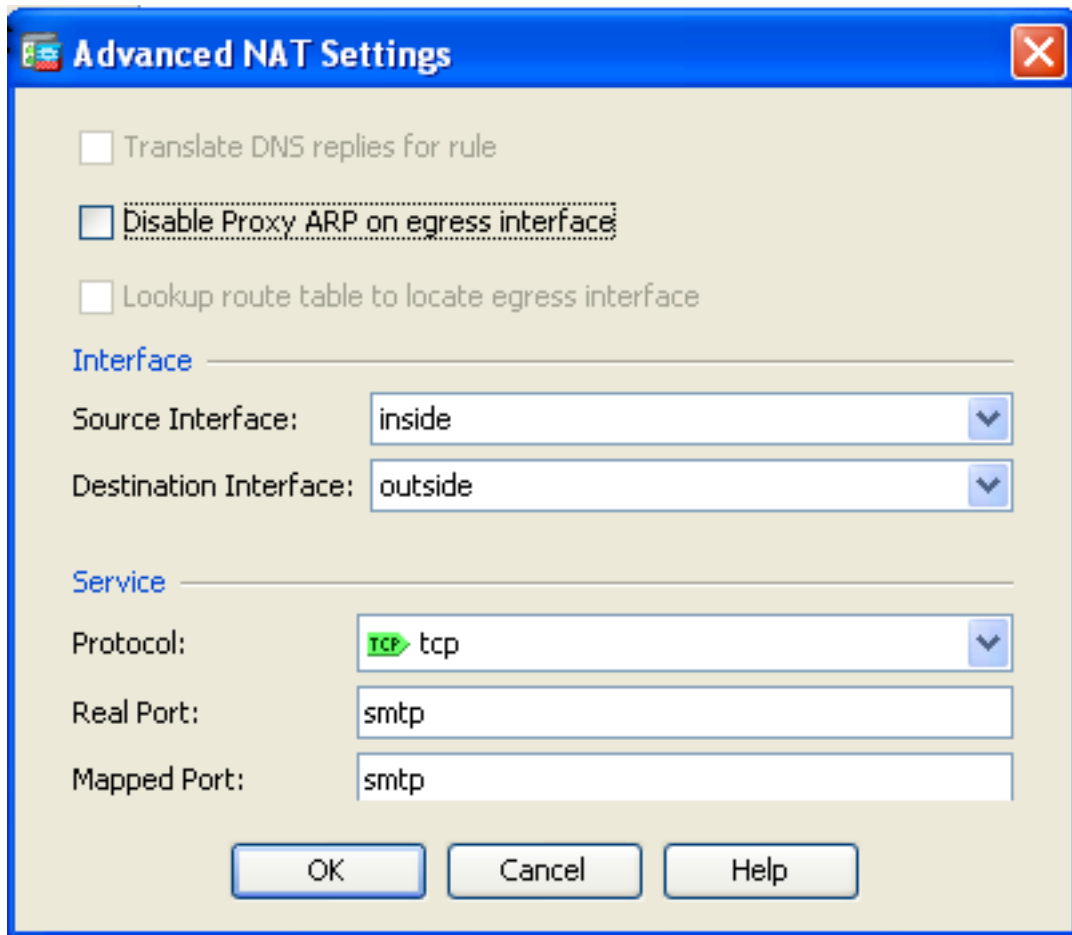 Advanced NAT Settings
Translate DNS replies for rule
Disable Proxy ARP on egress interface
Lookup route table to locate egress interface
Interface
Source Interface: inside
Destination Interface: outside
Service
Protocol: TCP tcp
Real Port: smtp
Mapped Port: smtp
OK Cancel Help